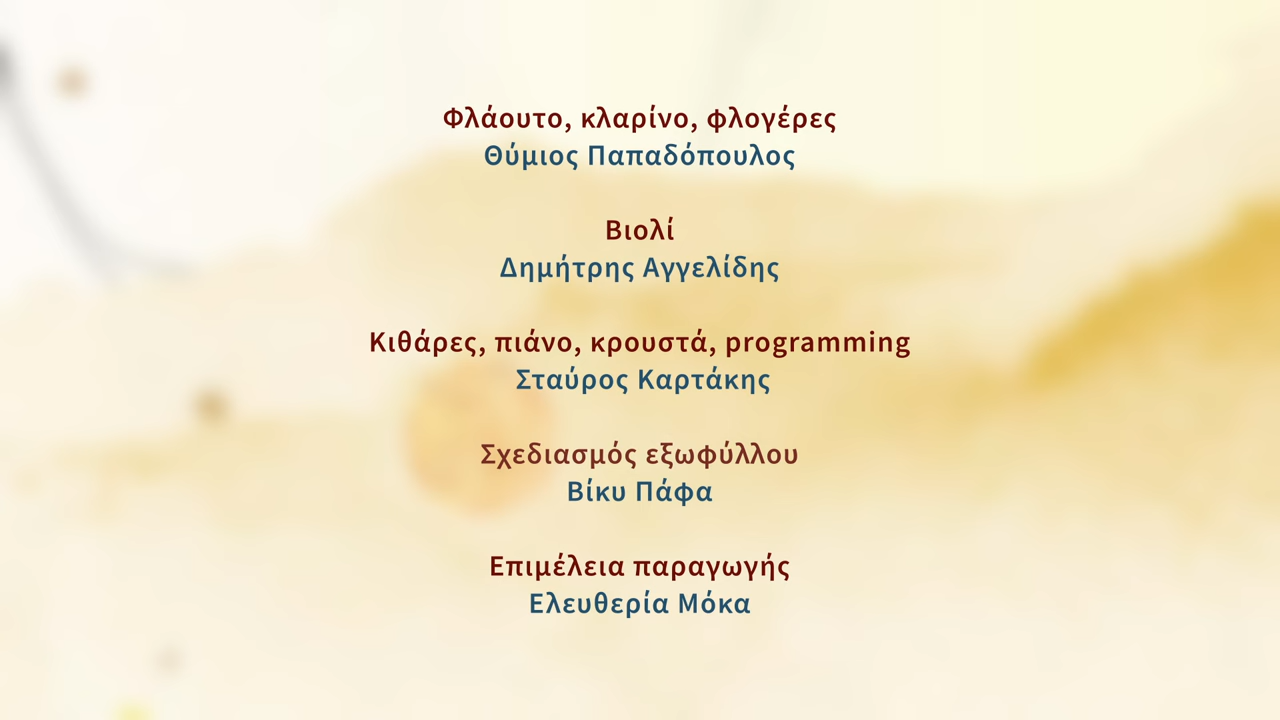 Φλάουτο, κλαρίνο, φλογέρες
Θύμιος Παπαδόπουλος
Βιολί
Δημήτρης Αγγελίδης
Κιθάρες, πιάνο, κρουστά, programming
Σταύρος Καρτάκης
Σχεδιασμός εξωφύλλου
Βίκυ Πάφα
Επιμέλεια παραγωγής
Ελευθερία Μόκα